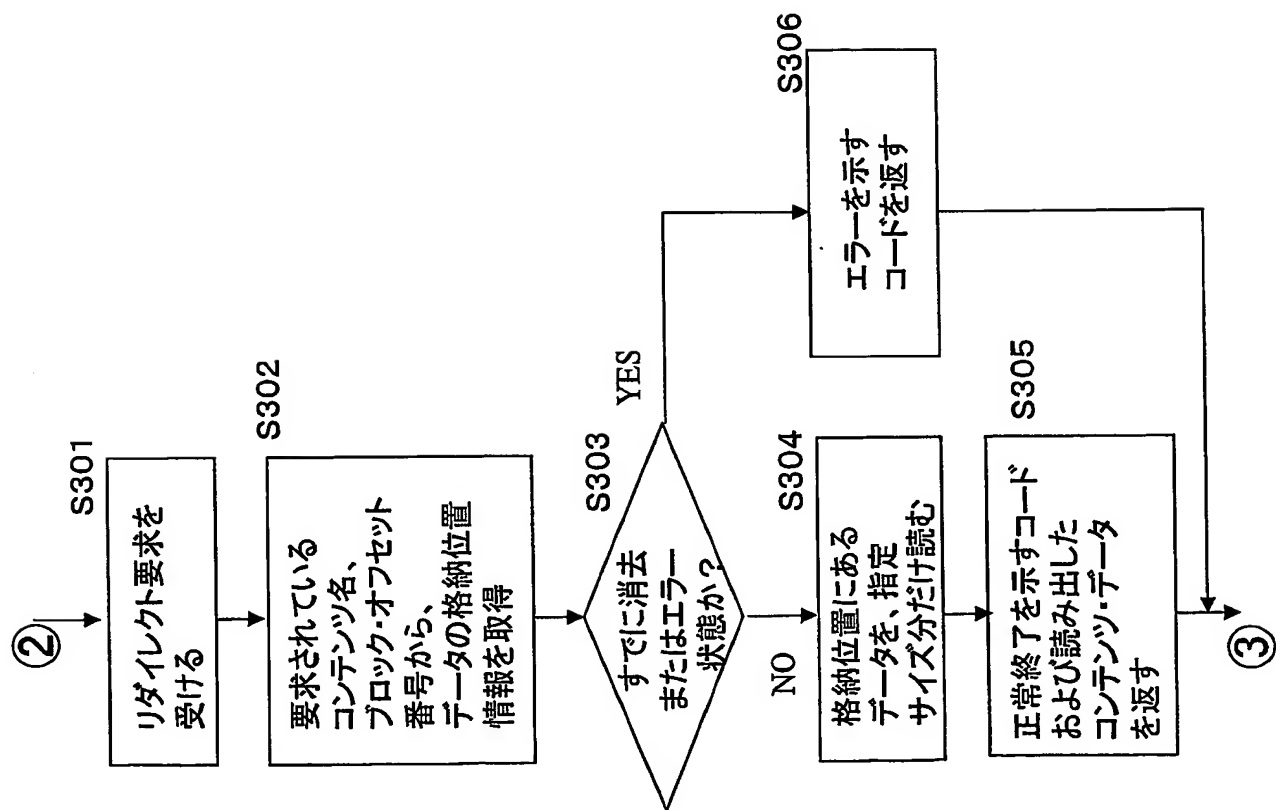 ②
S301
リダイレクト要求を
受ける
S302
要求されている
コンテンツ名、
ブロック・オフセット
番号から、
データの格納位置
情報を取得
S303
すでに消去
またはエラー
状態か?
YES
NO
S304
格納位置にある
データを、指定
サイズ分だけ読む
S305
正常終了を示すコード
および読み出した
コンテンツ・データ
を返す
S306
エラーを示す
コードを返す
③